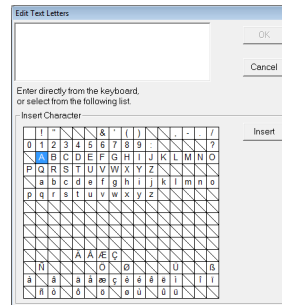 Edit Text Letters
OK
Cancel
Enter directly from the keyboard,
or select from the following list.
Insert Character
Insert
! " & ' ( ) , - . /
0 1 2 3 4 5 6 7 8 9 : ?
A B C D E F G H I J K L M N O
P Q R S T U V W X Y Z
a b c d e f g h i j k l m n o
p q r s t u v w x y z
Ä Å Æ Ç
Ñ Ö Ø Ü ß
à á â ä å æ ç è é ê ë ì î ï
ñ ò ô ö ø ù û ü